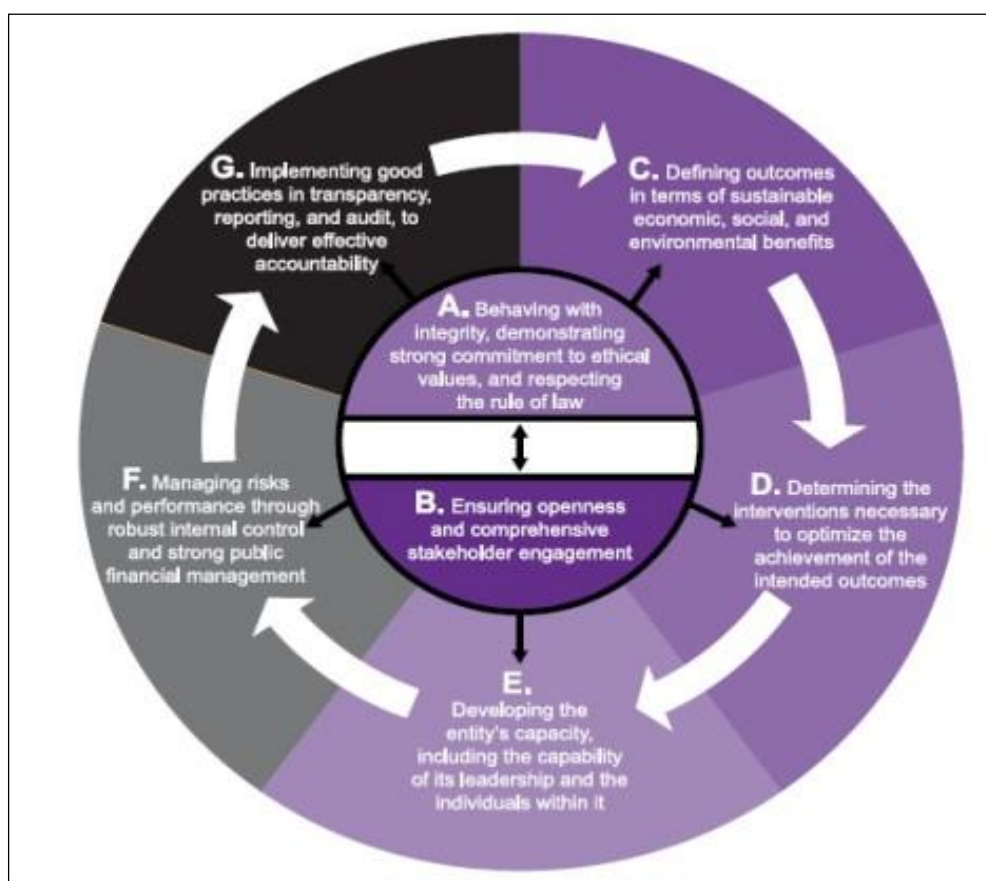 G. Implementing good
practices in transparency,
reporting, and audit, to
deliver effective
accountability
C. Defining outcomes
in terms of sustainable
economic, social, and
environmental benefits
A. Behaving with
integrity, demonstrating
strong commitment to ethical
values, and respecting
the rule of law
F. Managing risks
and performance through
robust internal control
and strong public
financial management
B. Ensuring openness
and comprehensive
stakeholder engagement
D. Determining the
interventions necessary
to optimize the
achievement of the
intended outcomes
E.
Developing the
entity's capacity,
including the capability
of its leadership and the
individuals within it